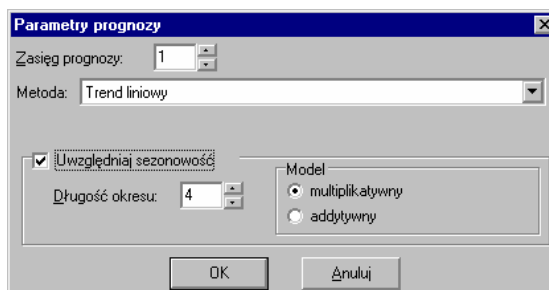 Parametry prognozy
Zasięg prognozy: 1
Metoda: Trend liniowy
Uwzględniaj sezonowość
Długość okresu: 4
Model
multiplikatywny
addytywny
OK Anuluj